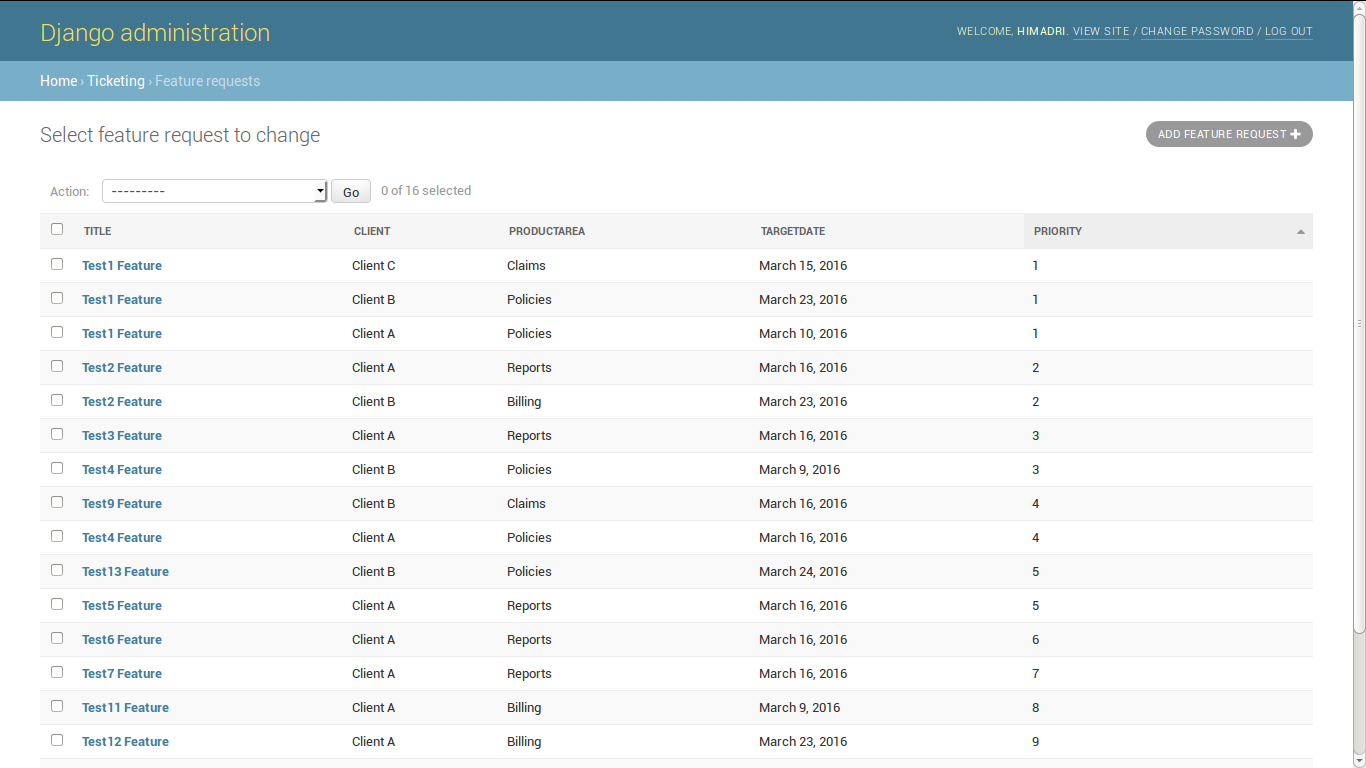 Django administration
WELCOME, HIMADRI. VIEW SITE / CHANGE PASSWORD / LOG OUT
Home › Ticketing › Feature requests
Select feature request to change
ADD FEATURE REQUEST +
Action: --------- Go 0 of 16 selected
TITLE CLIENT PRODUCTAREA TARGETDATE PRIORITY
Test1 Feature Client C Claims March 15, 2016 1
Test1 Feature Client B Policies March 23, 2016 1
Test1 Feature Client A Policies March 10, 2016 1
Test2 Feature Client A Reports March 16, 2016 2
Test2 Feature Client B Billing March 23, 2016 2
Test3 Feature Client A Reports March 16, 2016 3
Test4 Feature Client B Policies March 9, 2016 3
Test9 Feature Client B Claims March 16, 2016 4
Test4 Feature Client A Policies March 16, 2016 4
Test13 Feature Client B Policies March 24, 2016 5
Test5 Feature Client A Reports March 16, 2016 5
Test6 Feature Client A Reports March 16, 2016 6
Test7 Feature Client A Reports March 16, 2016 7
Test11 Feature Client A Billing March 9, 2016 8
Test12 Feature Client A Billing March 23, 2016 9